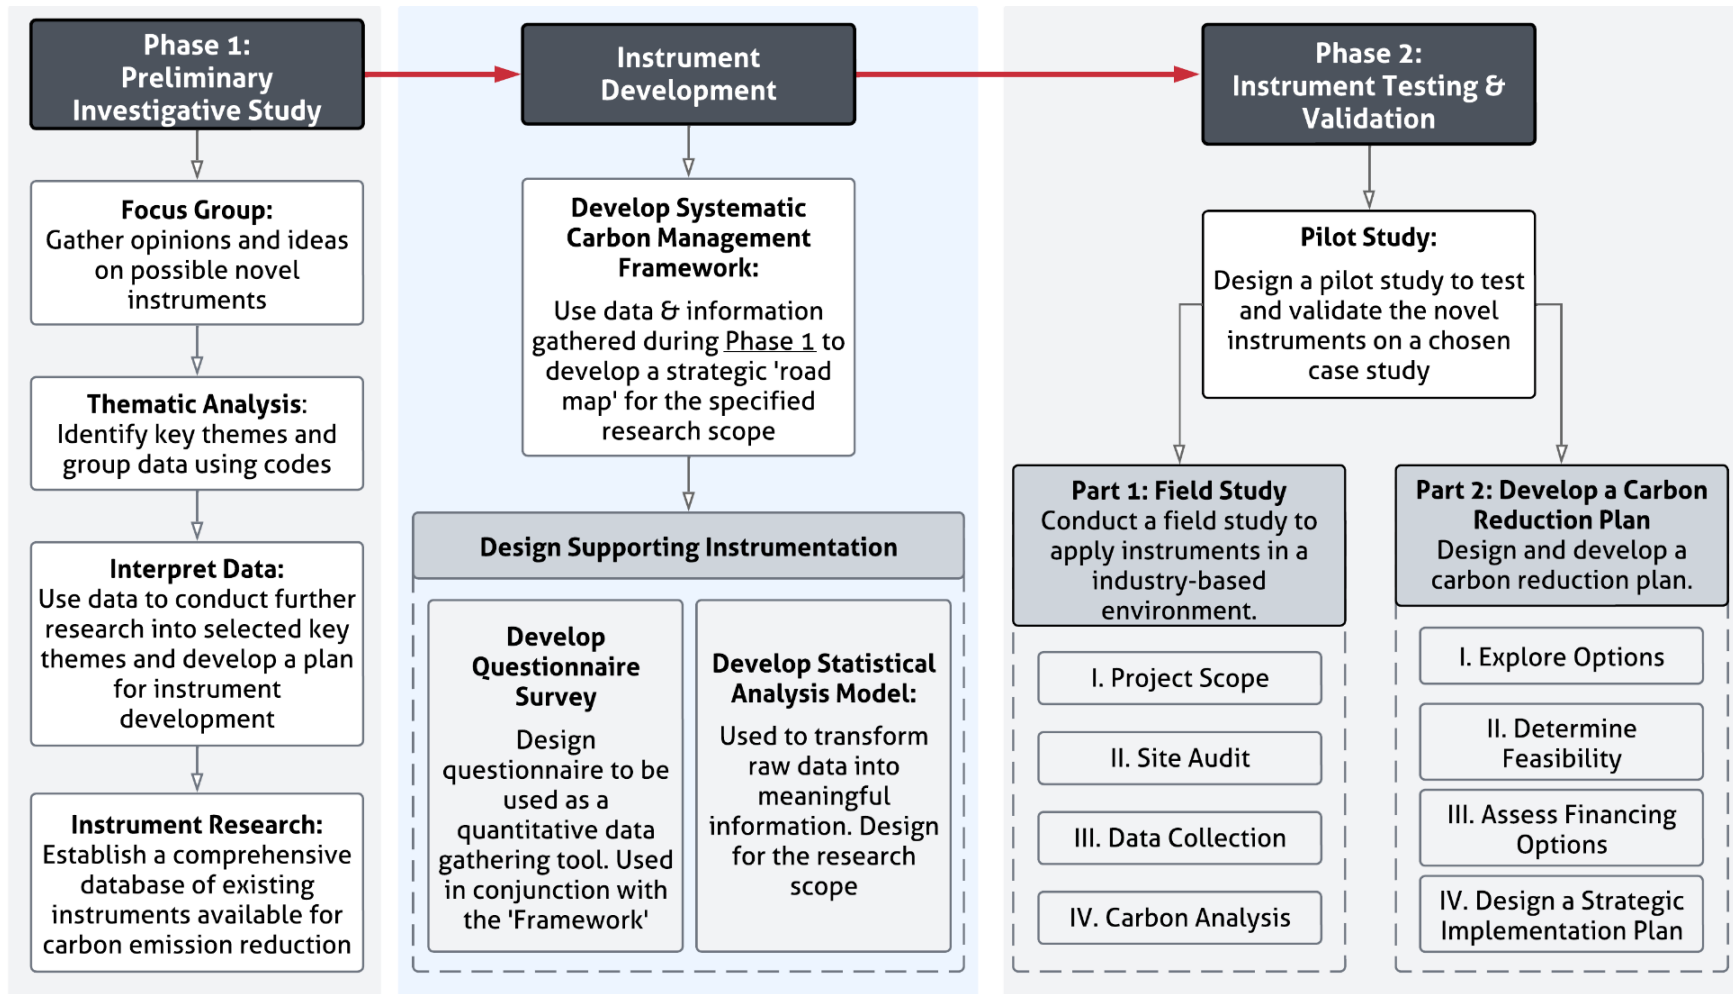 Phase 1:
Preliminary
Investigative Study
Focus Group:
Gather opinions and ideas
on possible novel
instruments
Thematic Analysis:
Identify key themes and
group data using codes
Interpret Data:
Use data to conduct further
research into selected key
themes and develop a plan
for instrument
development
Instrument Research:
Establish a comprehensive
database of existing
instruments available for
carbon emission reduction
Instrument
Development
Develop Systematic
Carbon Management
Framework:
Use data & information
gathered during Phase 1 to
develop a strategic 'road
map' for the specified
research scope
Design Supporting Instrumentation
Develop
Questionnaire
Survey
Design
questionnaire to be
used as a
quantitative data
gathering tool. Used
in conjunction with
the 'Framework'
Develop Statistical
Analysis Model:
Used to transform
raw data into
meaningful
information. Design
for the research
scope
Phase 2:
Instrument Testing &
Validation
Pilot Study:
Design a pilot study to test
and validate the novel
instruments on a chosen
case study
Part 1: Field Study
Conduct a field study to
apply instruments in a
industry-based
environment.
I. Project Scope
II. Site Audit
III. Data Collection
IV. Carbon Analysis
Part 2: Develop a Carbon
Reduction Plan
Design and develop a
carbon reduction plan.
I. Explore Options
II. Determine
Feasibility
III. Assess Financing
Options
IV. Design a Strategic
Implementation Plan